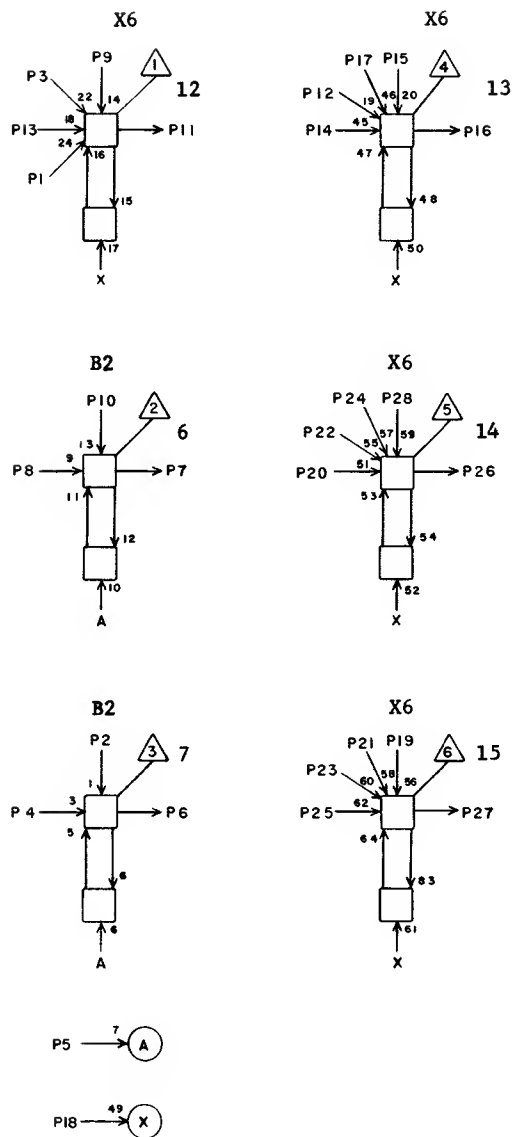 X6
P9
1
12
P3
22
14
P13
18
24
P11
16
P1
15
17
X
X6
P17
P15
4
13
P12
19
46
20
P14
45
P16
47
48
50
X
B2
P10
2
6
13
P8
9
P7
11
12
10
A
X6
P24
P28
5
14
P22
57
59
55
P20
51
P26
53
54
52
X
B2
P2
3
7
1
P4
3
P6
5
6
6
A
X6
P21
P19
6
15
P23
58
56
60
P25
62
P27
64
83
61
X
P5
7
A
P18
49
X